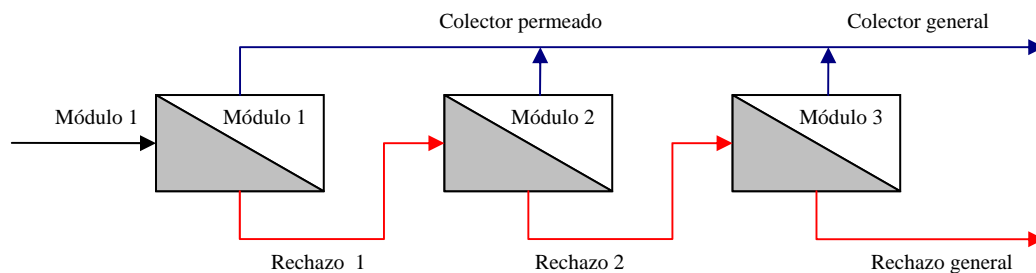 Colector permeado
Colector general
Módulo 1
Módulo 1
Módulo 2
Módulo 3
Rechazo 1
Rechazo 2
Rechazo general